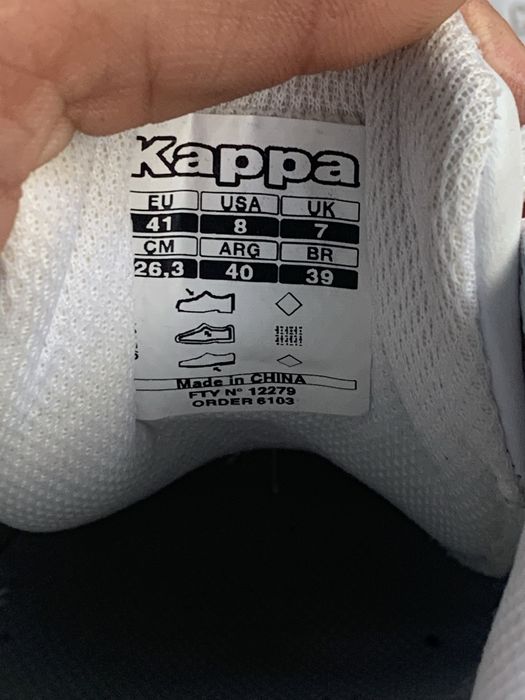 Kappa
EU USA UK
41 8 7
CM ARG BR
26,3 40 39
Made in CHINA
FTY Nº 12279
ORDER 6103